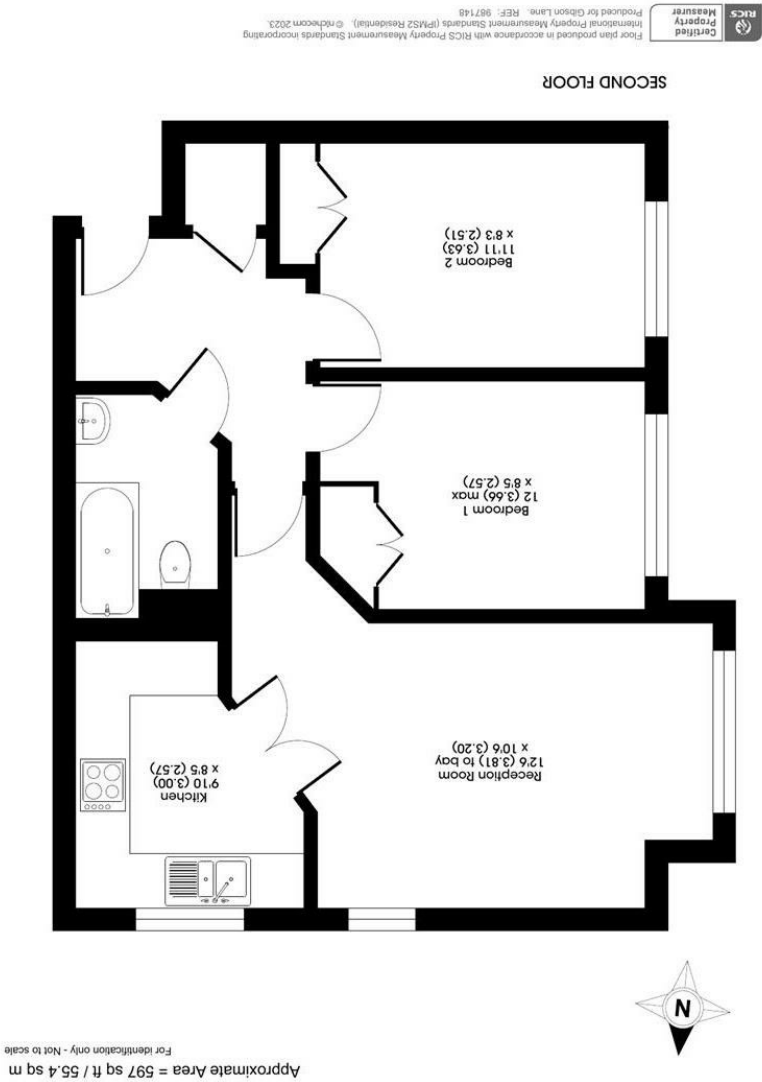 Approximate Area = 597 sq ft / 55.4 sq m
For identification only - Not to scale
N
Reception Room
12'6 (3.81) to bay
x 10'6 (3.20)
Kitchen
9'10 (3.00)
x 8'5 (2.57)
Bedroom 1
12 (3.66) max
x 8'5 (2.57)
Bedroom 2
11'11 (3.63)
x 8'3 (2.51)
SECOND FLOOR
RICS
Certified
Property
Measurer
Floor plan produced in accordance with RICS Property Measurement Standards incorporating
International Property Measurement Standards (IPMS2 Residential). © nichecom 2023.
Produced for Gibson Lane. REF: 987148